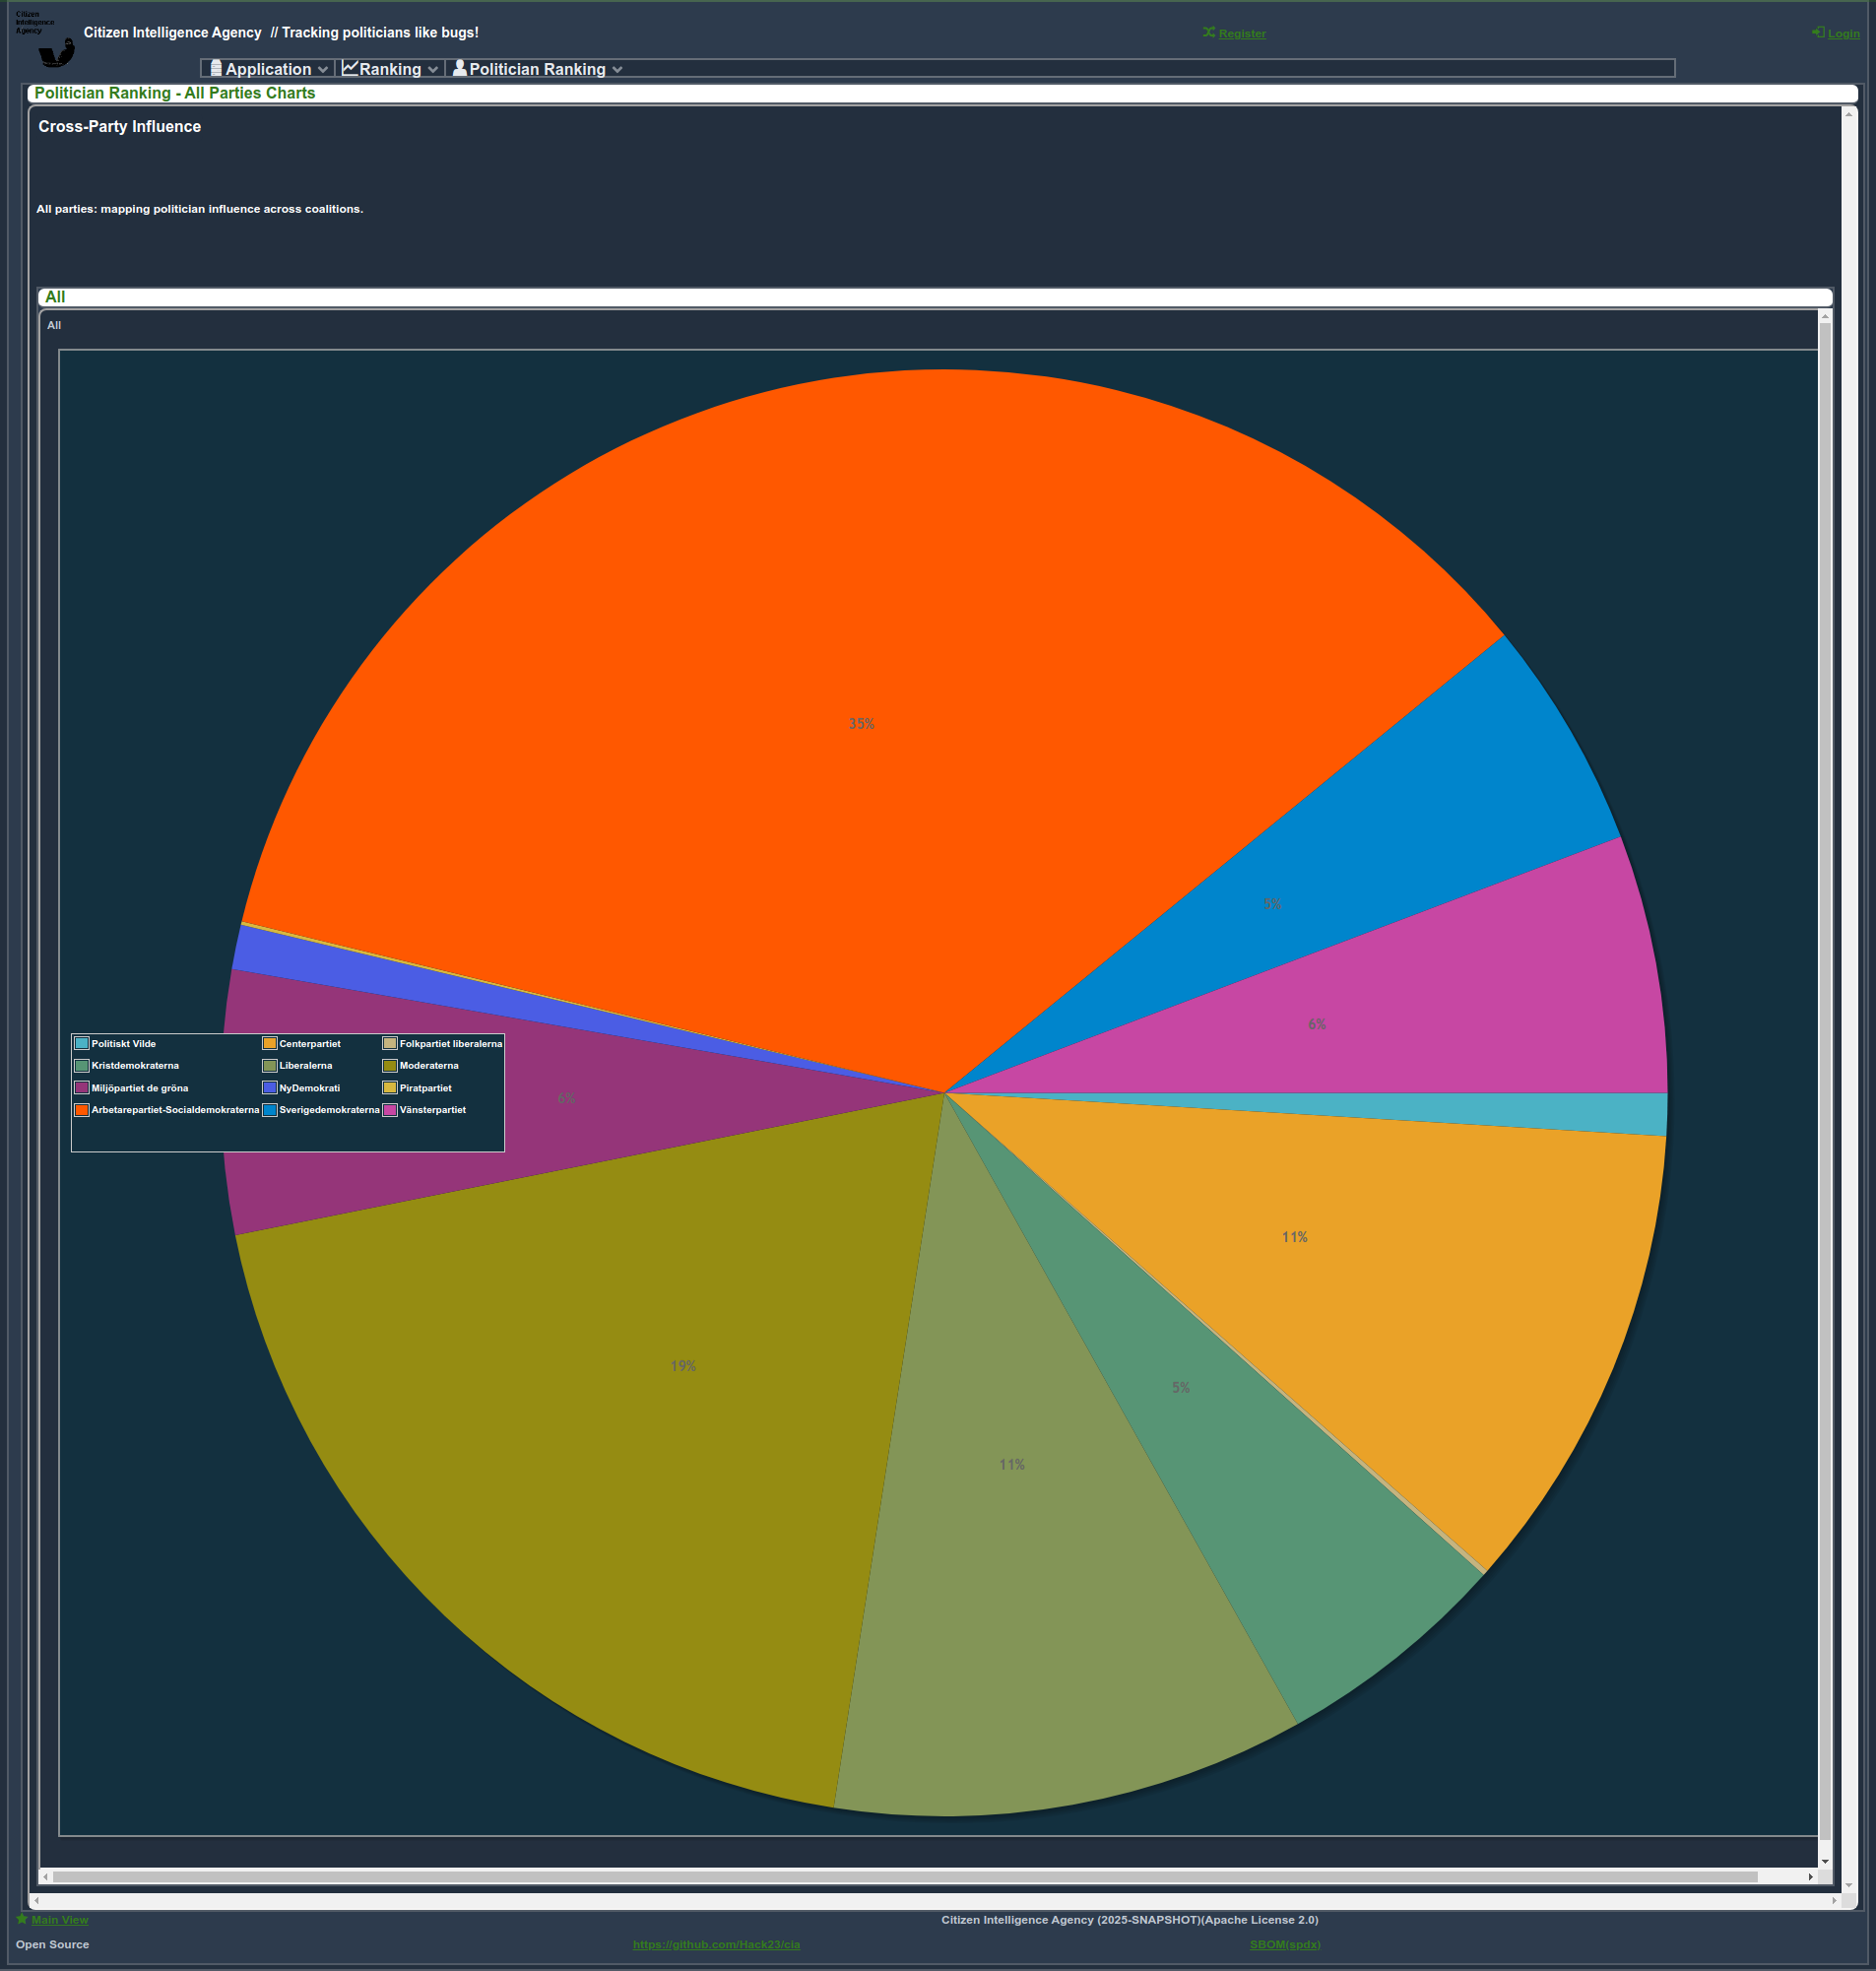 Citizen
Intelligence
Agency
Citizen Intelligence Agency // Tracking politicians like bugs!
Register
Login
Application
Ranking
Politician Ranking
Politician Ranking - All Parties Charts
Cross-Party Influence
All parties: mapping politician influence across coalitions.
All
All
35%
5%
6%
Politiskt Vilde Centerpartiet Folkpartiet liberalerna
Kristdemokraterna Liberalerna Moderaterna
Miljöpartiet de gröna NyDemokrati Piratpartiet
6%
Arbetarepartiet-Socialdemokraterna Sverigedemokraterna Vänsterpartiet
11%
19%
5%
11%
Main View
Citizen Intelligence Agency (2025-SNAPSHOT)(Apache License 2.0)
Open Source
https://github.com/Hack23/cia
SBOM(spdx)